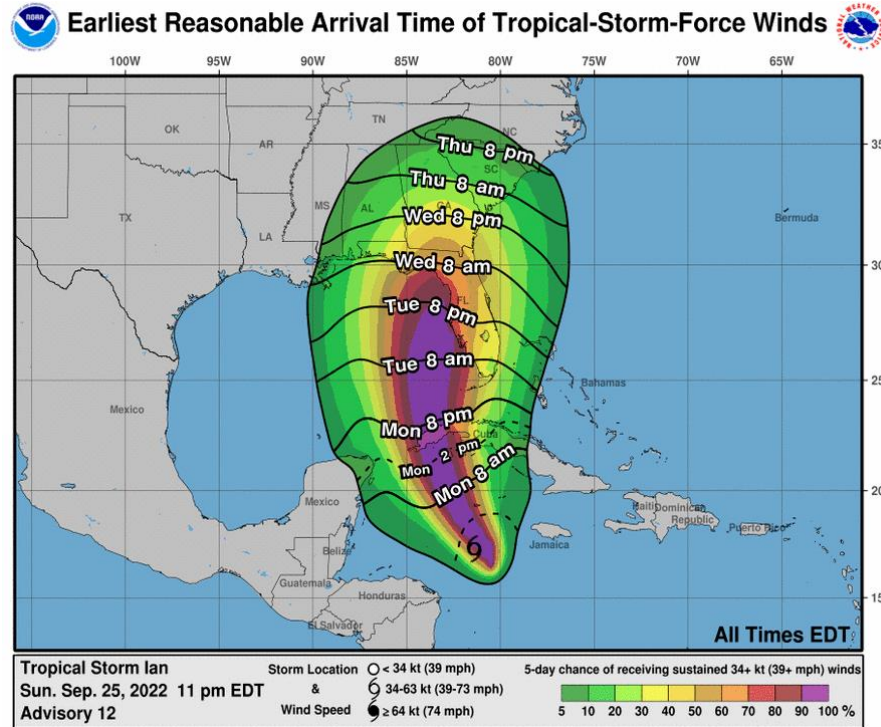 NOAA
Earliest Reasonable Arrival Time of Tropical-Storm-Force Winds
100W 95W 90W 85W 80W 75W 70W 65W
TN
NC
OK
AR
35
Thu 8 pm
SC
Thu 8 am
MS
AL
GA
Wed 8 pm
TX
Bermuda
LA
Wed 8 am
30
FL
Tue 8 pm
Tue 8 am
25
Bahamas
Mexico
Mon 8 pm
Cuba
Mon 2 pm
Mon 8 am
20
Mexico
Haiti
Dominican
Republic
Puerto Rico
Jamaica
Belize
Guatemala
Honduras
15
El Salvador
All Times EDT
Tropical Storm Ian
Sun. Sep. 25, 2022 11 pm EDT
Advisory 12
Storm Location
&
Wind Speed
< 34 kt (39 mph)
34-63 kt (39-73 mph)
≥ 64 kt (74 mph)
5-day chance of receiving sustained 34+ kt (39+ mph) winds
5 10 20 30 40 50 60 70 80 90 100 %